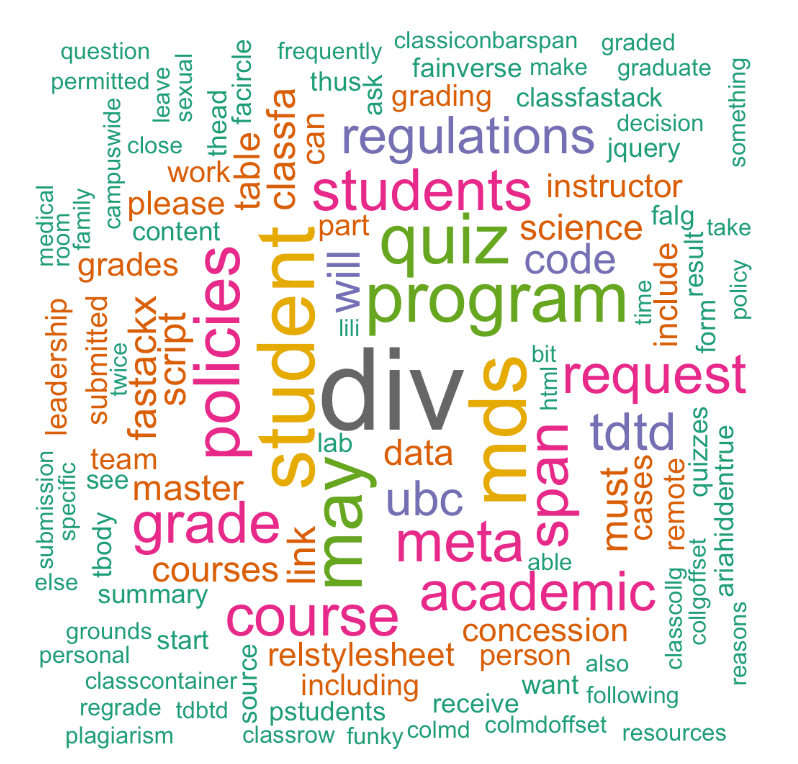 question
frequently
classiconbarspan
graded
permitted
leave
sexual
facircle
thus
ask
fainverse
make
graduate
something
campuswide
thead
grading
classfastack
close
table
classfa
can
regulations
decision
jquery
work
students
instructor
medical
room
family
please
content
part
quiz
science
falg
take
grades
policies
student
will
code
include
result
policy
program
time
form
leadership
submitted
twice
fastackx
script
lili
div
mds
bit
html
request
tdtd
lab
data
span
quizzes
team
see
master
may
ubc
must
cases
remote
ariahiddentrue
submission
specific
tbody
grade
link
meta
able
else
courses
summary
course
academic
classcollg
collgoffset
reasons
grounds
start
concession
personal
source
relstylesheet
person
also
classcontainer
including
want
following
regrade
tdbtd
pstudents
receive
plagiarism
classrow
funky
colmd
colmdoffset
resources